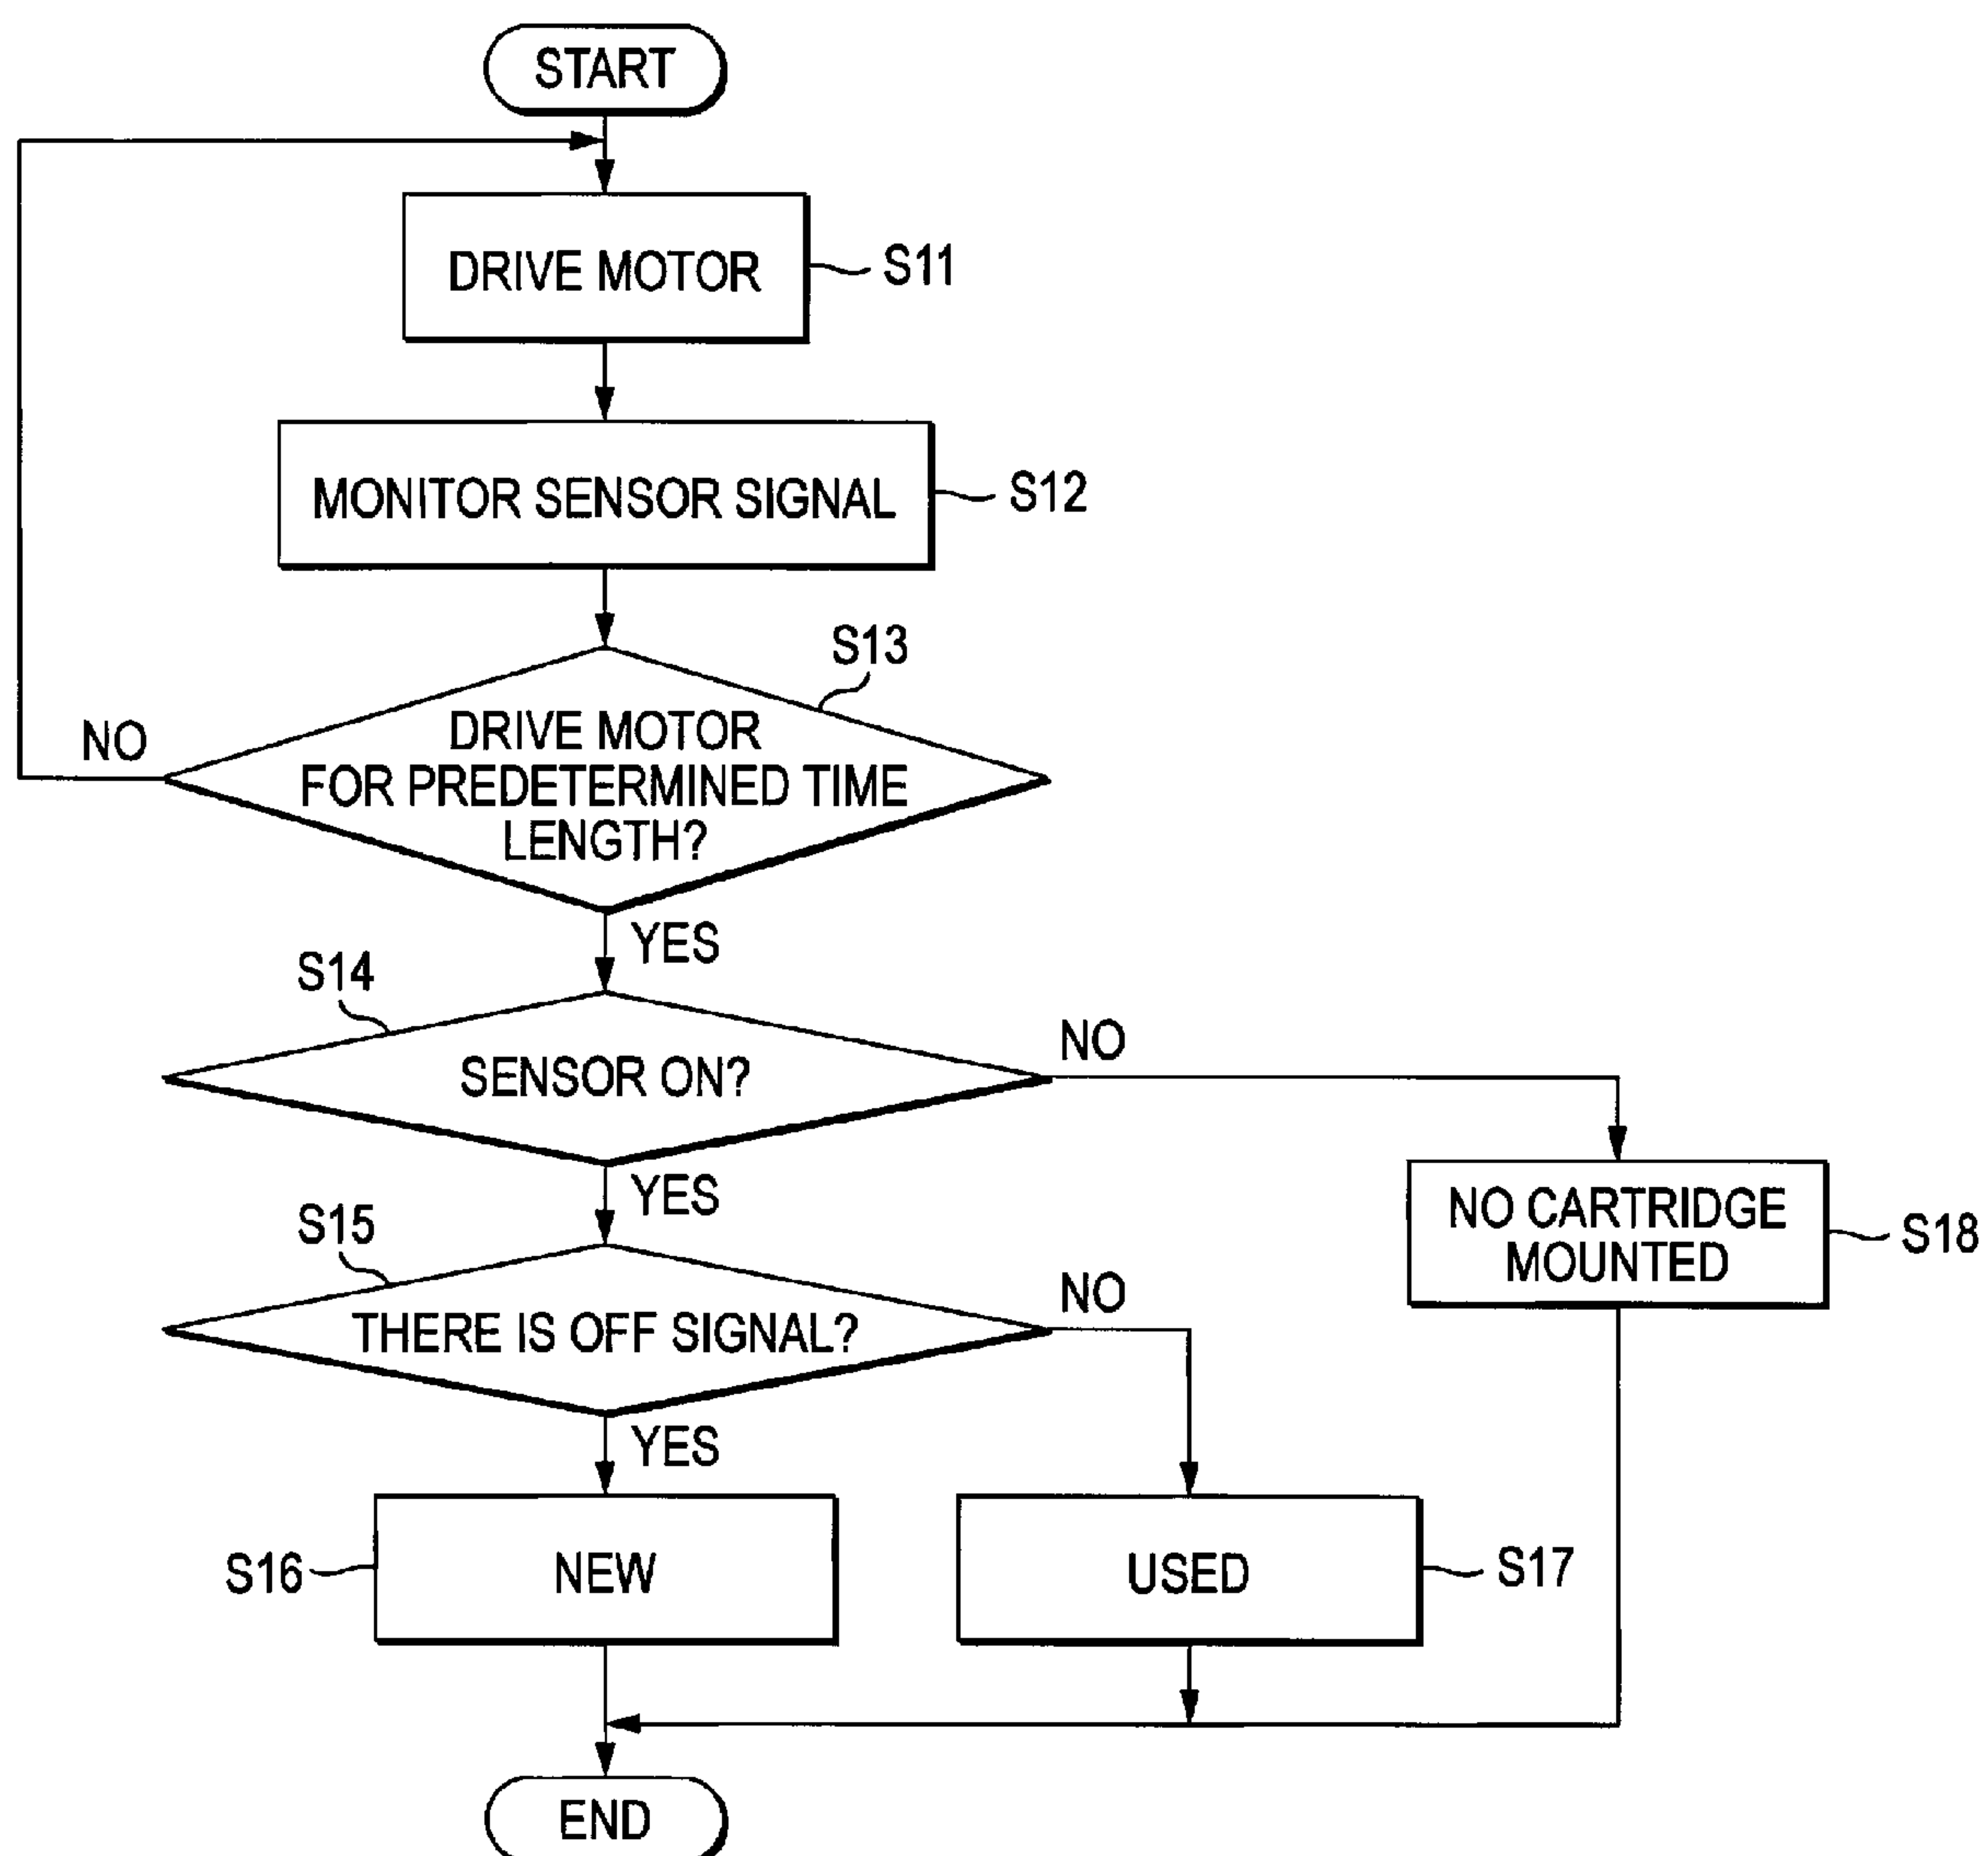 START
DRIVE MOTOR
S11
MONITOR SENSOR SIGNAL
S12
S13
DRIVE MOTOR
FOR PREDETERMINED TIME
LENGTH?
NO
YES
S14
SENSOR ON?
NO
YES
NO CARTRIDGE
MOUNTED
S18
S15
THERE IS OFF SIGNAL?
NO
YES
S16
NEW
USED
S17
END